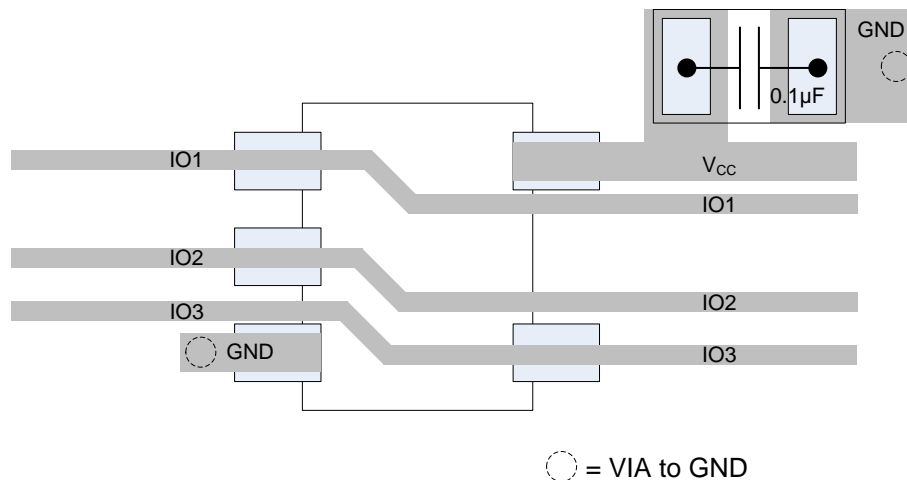 GND
0.1µF
IO1
VCC
IO1
IO2
IO2
IO3
GND
IO3
= VIA to GND